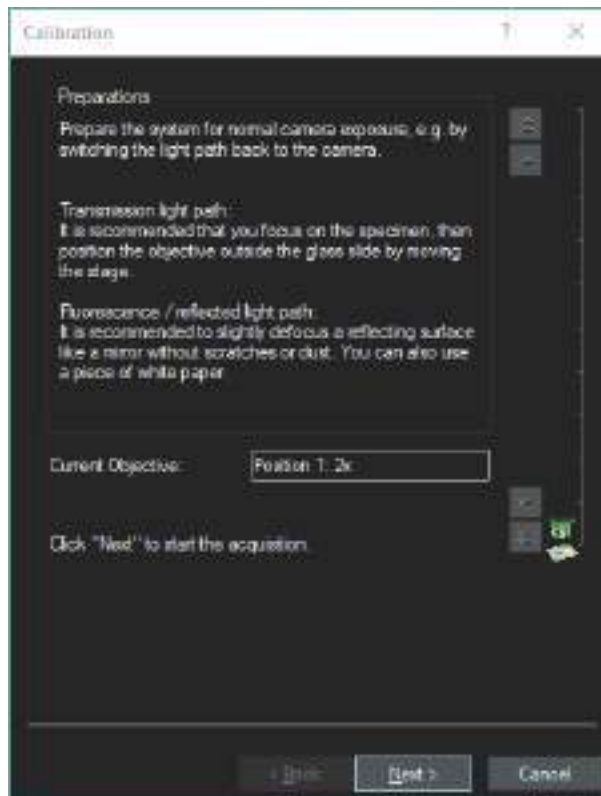 Calibration
?
Preparations
Prepare the system for normal camera exposure, e.g. by
switching the light path back to the camera.
Transmission light path:
It is recommended that you focus on the specimen, then
position the objective outside the glass slide by moving
the stage.
Fluorescence / reflected light path:
It is recommended to slightly defocus a reflecting surface
like a mirror without scratches or dust. You can also use
a piece of white paper.
Current Objective:
Position 1: 2x
Click "Next" to start the acquisition.
< Back
Next >
Cancel